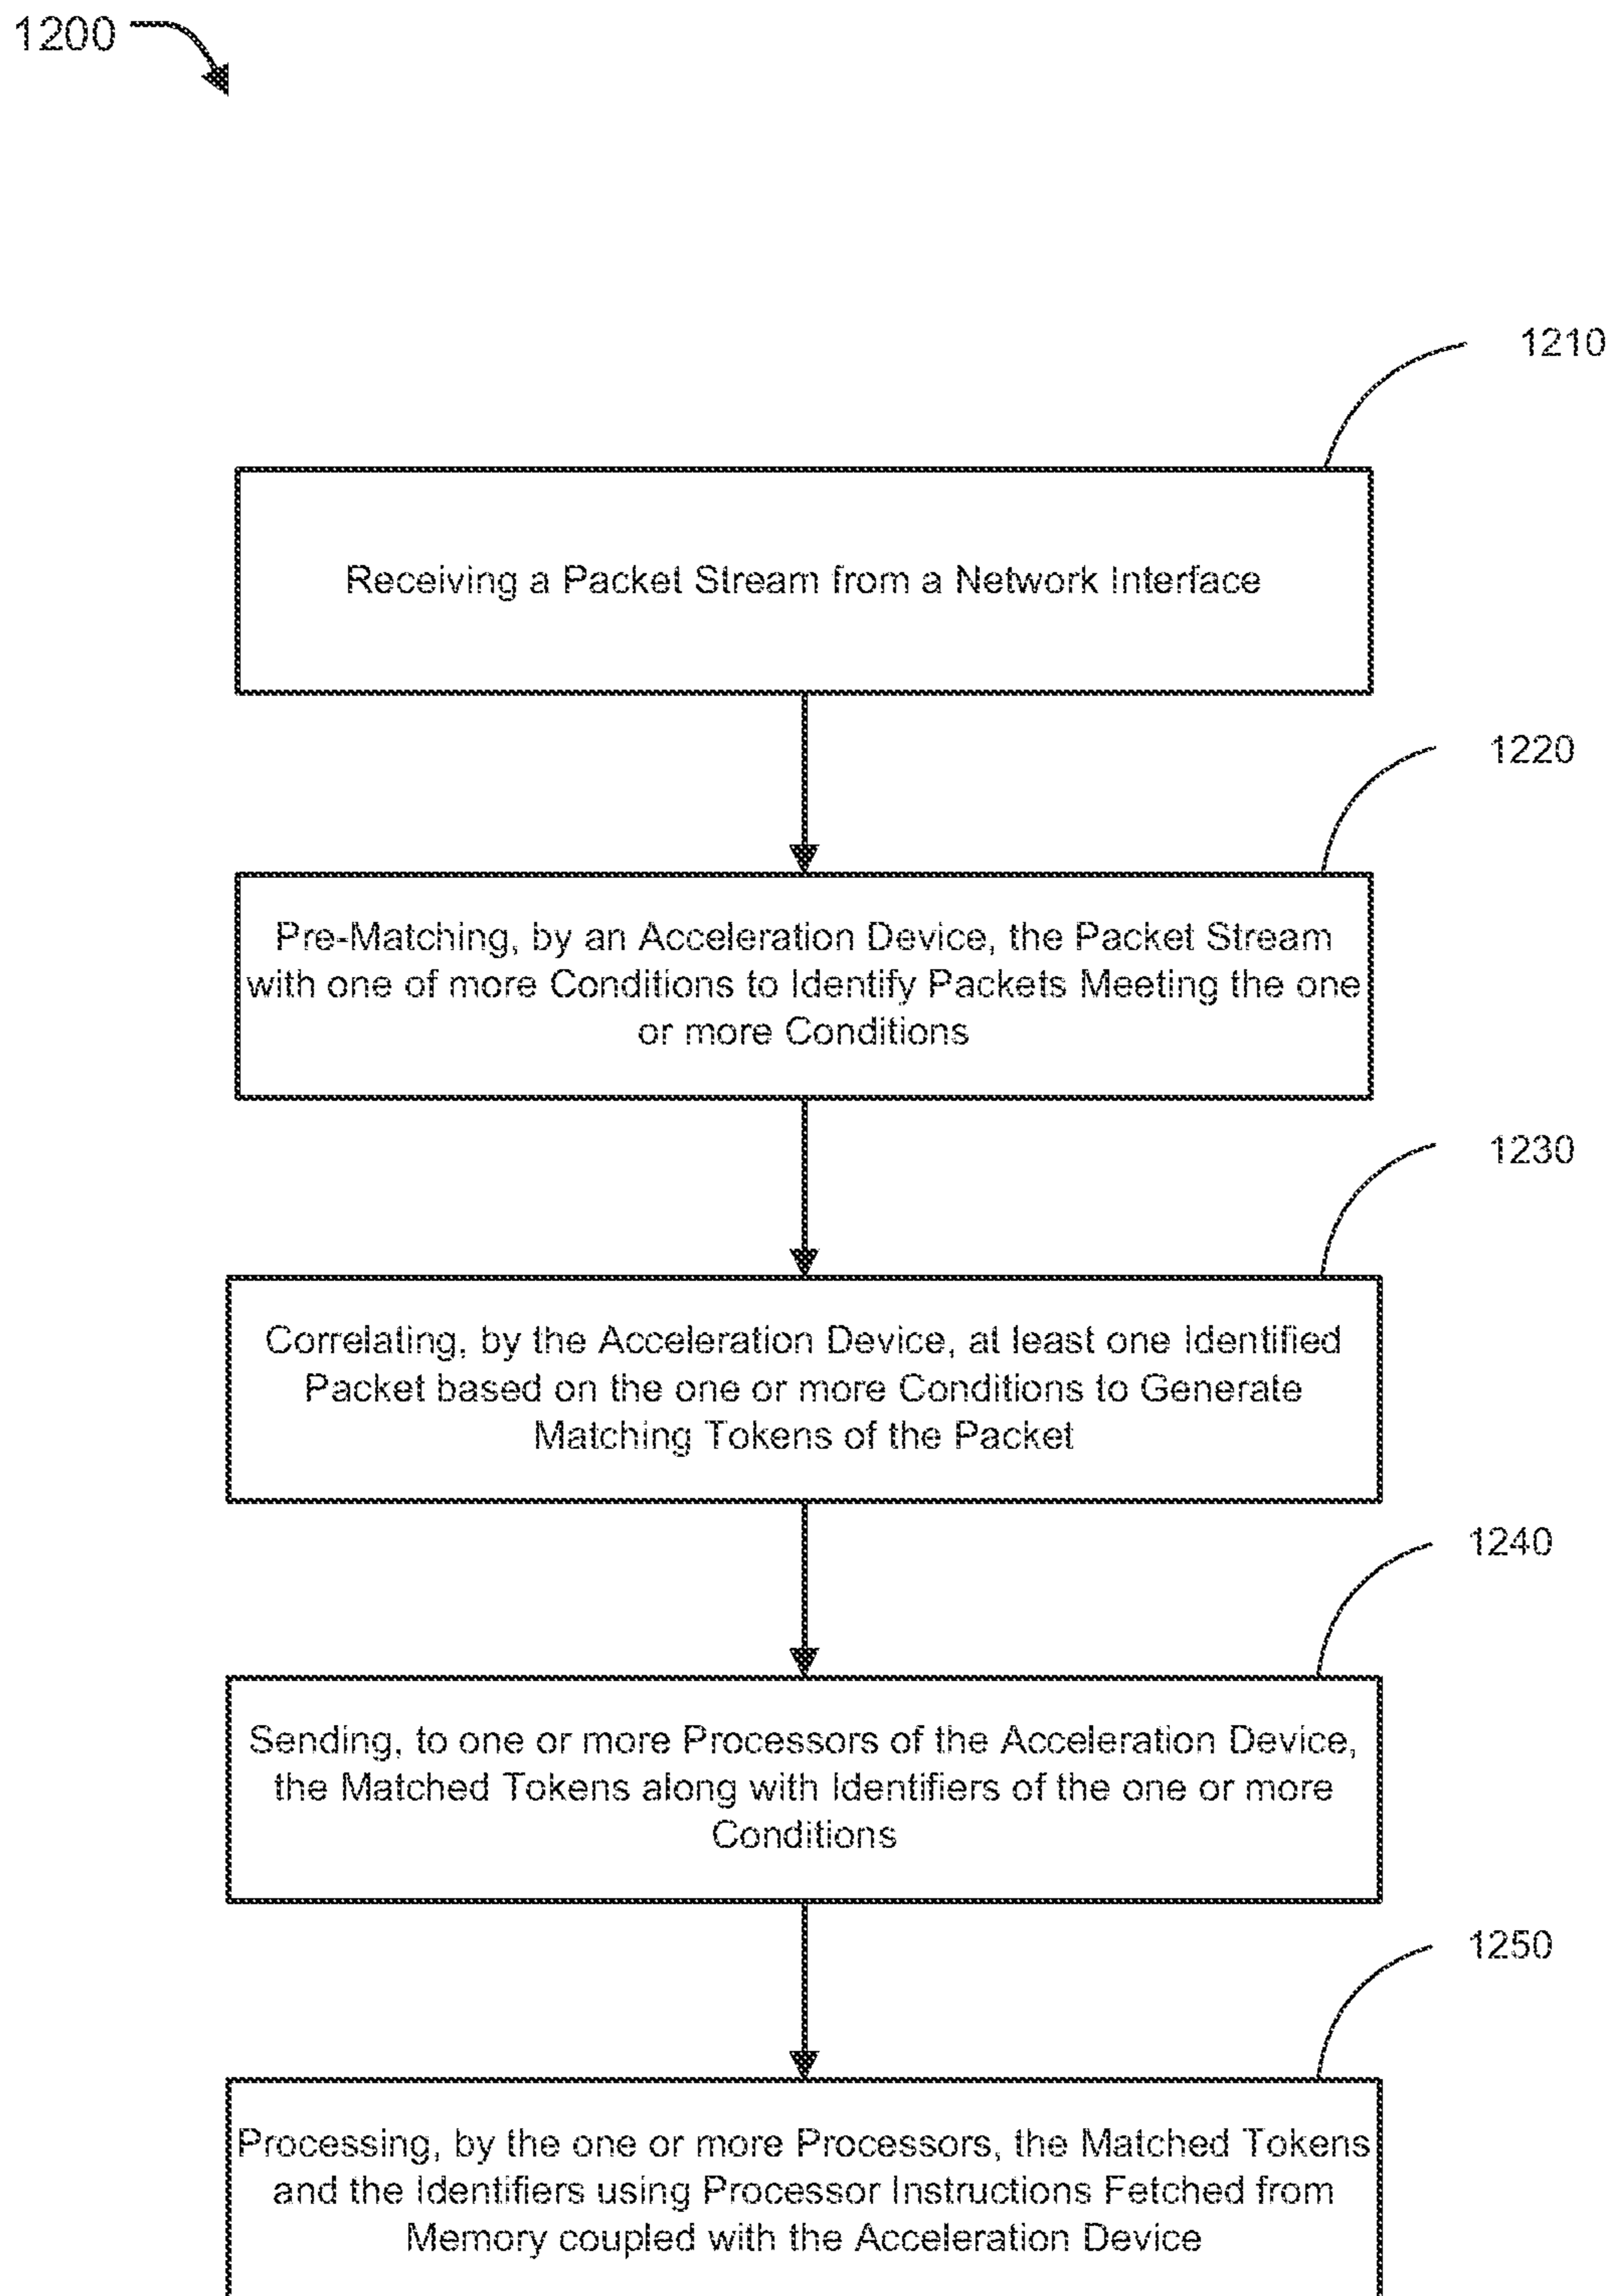 1200
1210
Receiving a Packet Stream from a Network Interface
1220
Pre-Matching, by an Acceleration Device, the Packet Stream
with one of more Conditions to Identify Packets Meeting the one
or more Conditions
1230
Correlating, by the Acceleration Device, at least one Identified
Packet based on the one or more Conditions to Generate
Matching Tokens of the Packet
1240
Sending, to one or more Processors of the Acceleration Device,
the Matched Tokens along with Identifiers of the one or more
Conditions
1250
Processing, by the one or more Processors, the Matched Tokens
and the Identifiers using Processor Instructions Fetched from
Memory coupled with the Acceleration Device